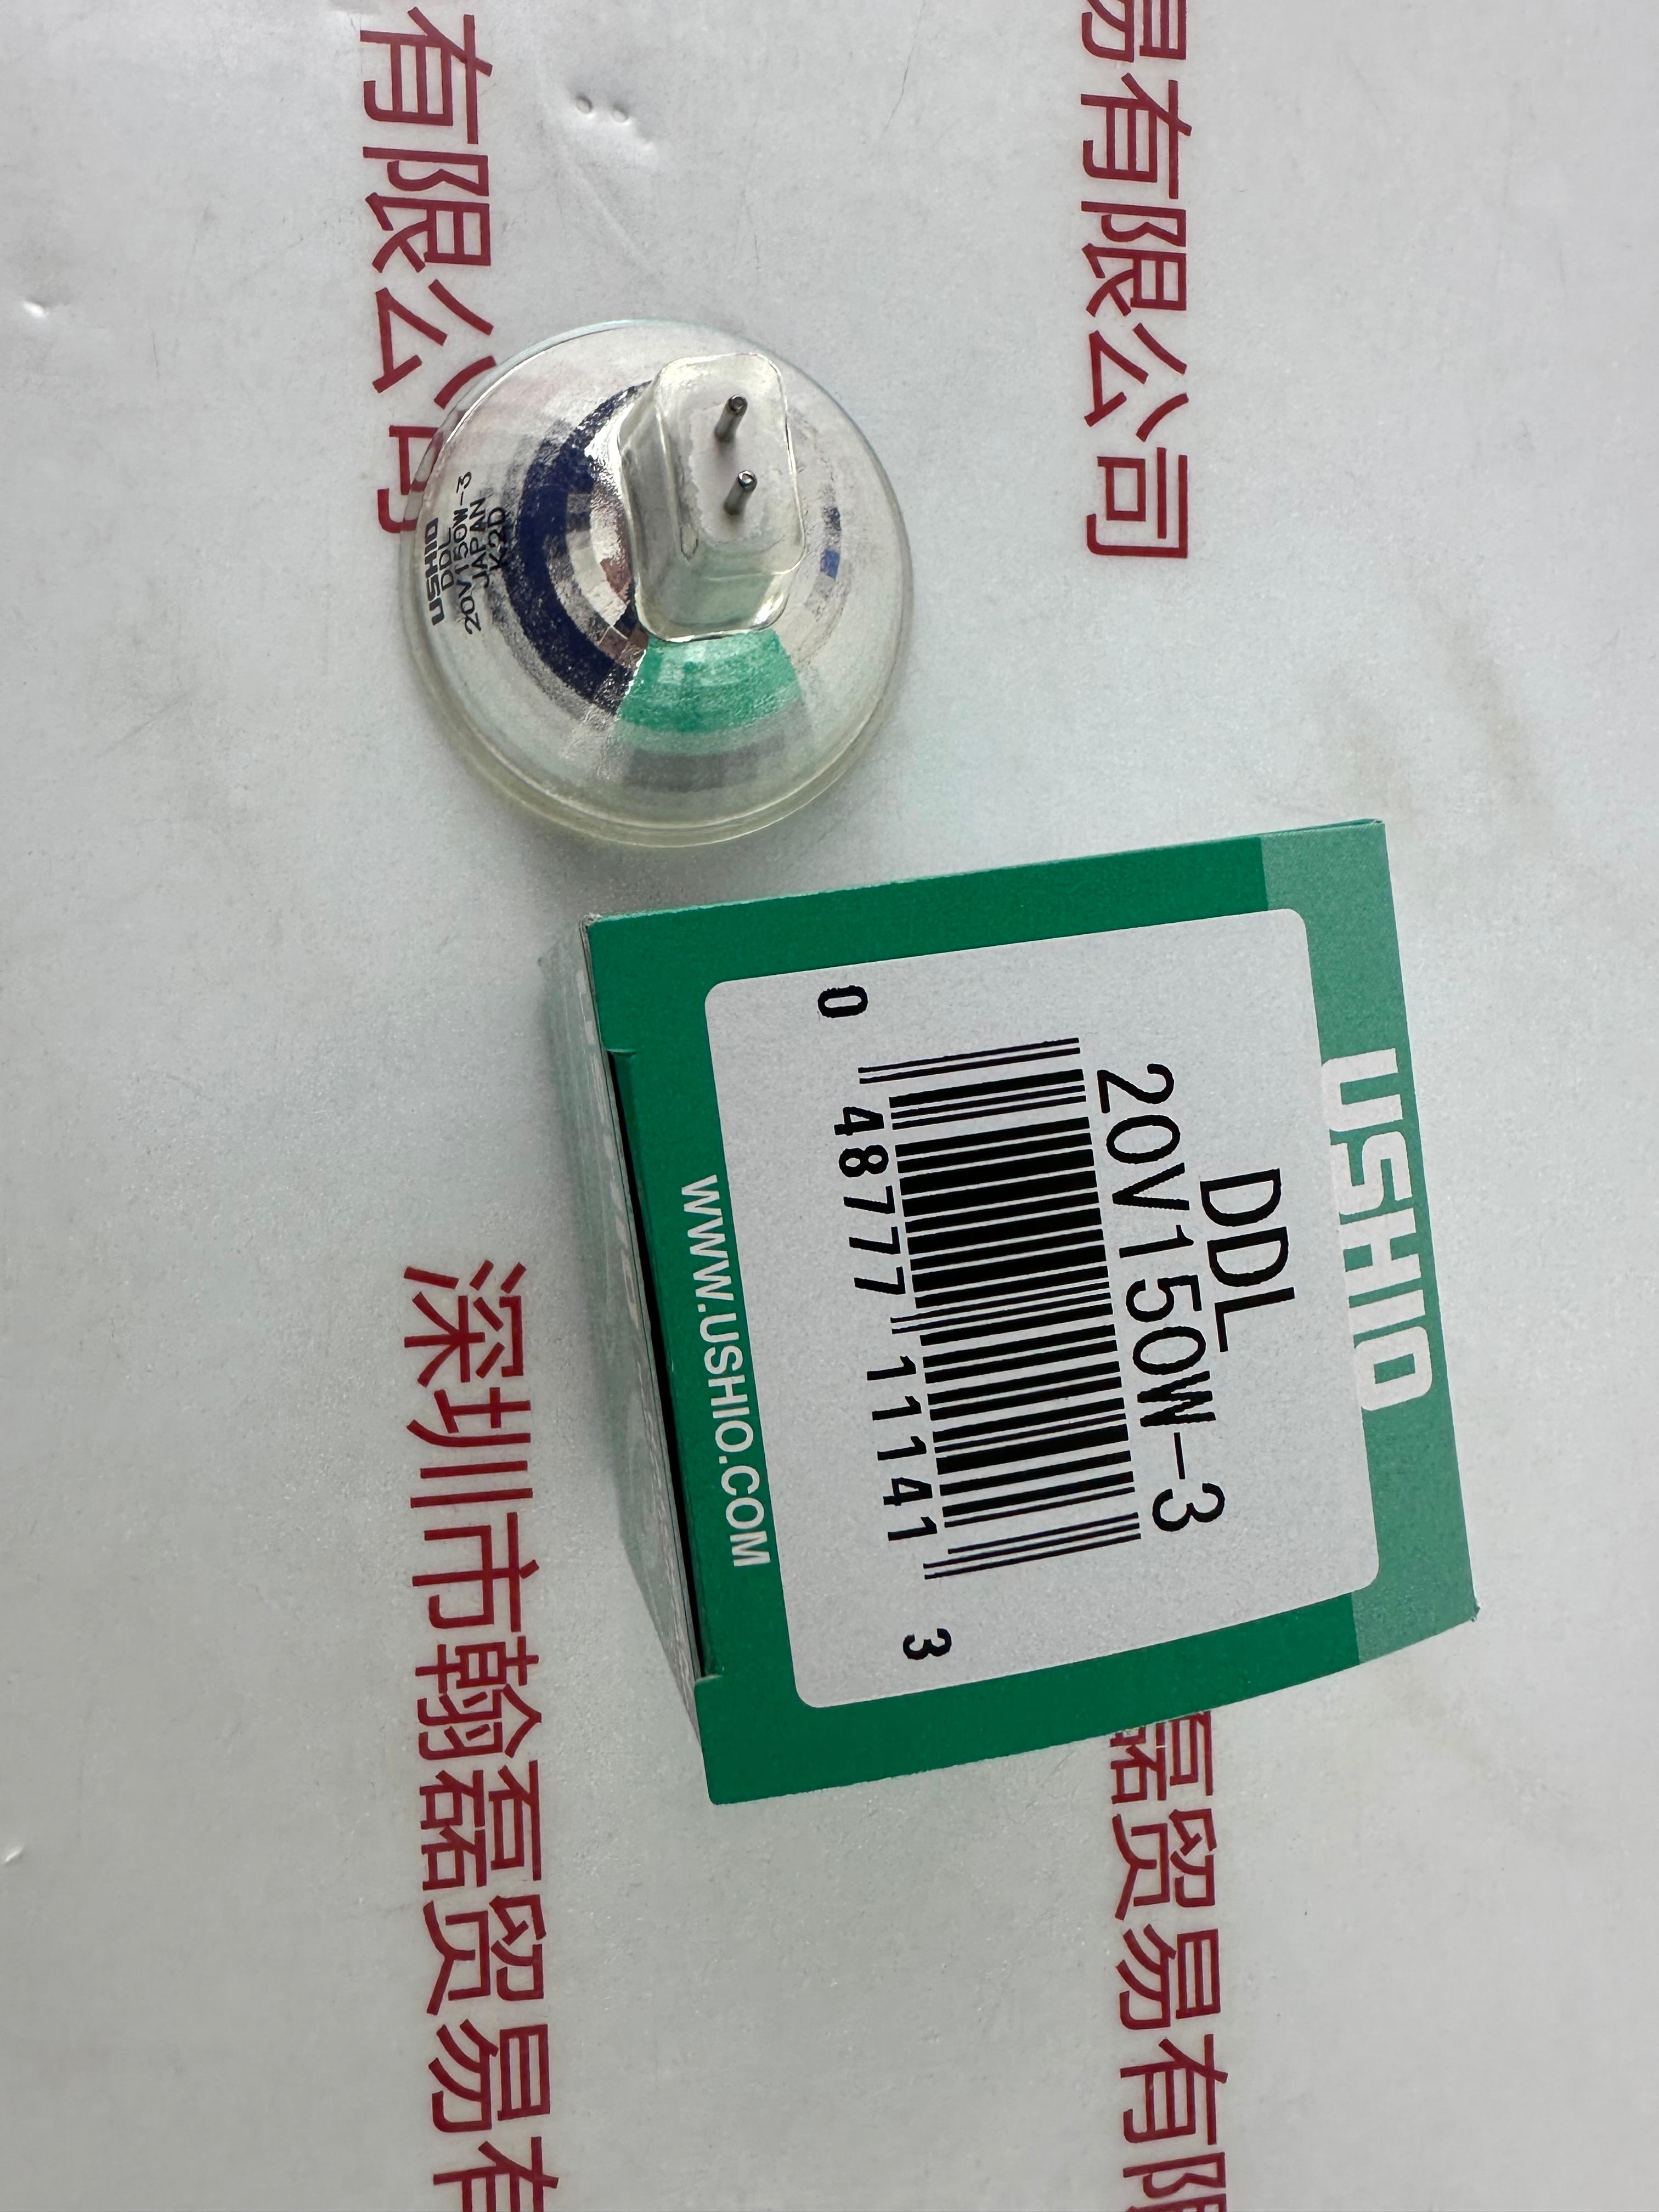 有限公司
易有限公司
USHIO
DDL
20V150W-3
JAPAN
K2D
USHIO
DDL
20V150W-3
0 48777 11141 3
WWW.USHIO.COM
深圳市翰磊贸易有
磊贸易有限